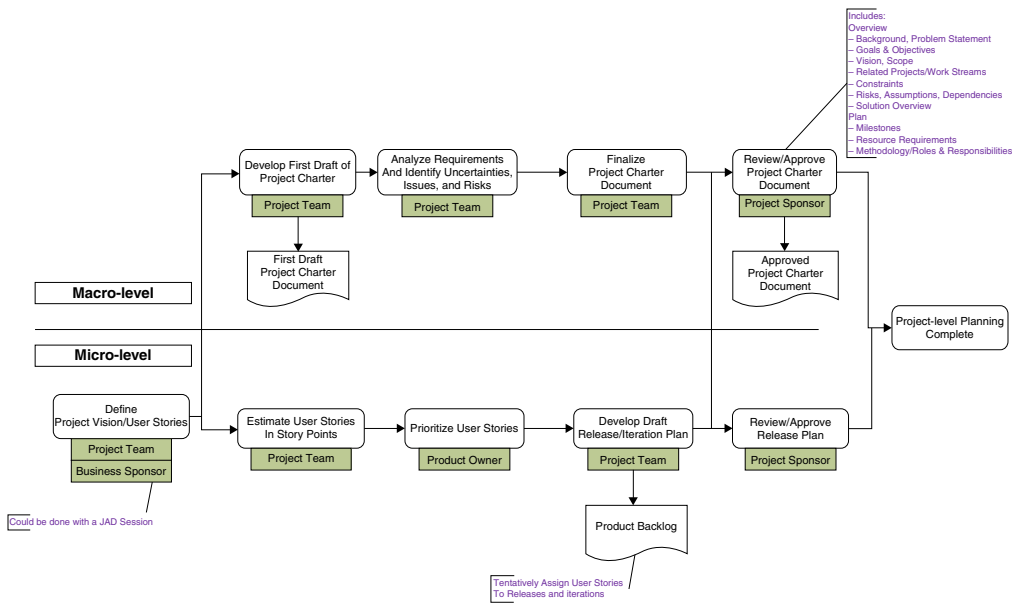 Includes:
Overview
– Background, Problem Statement
– Goals & Objectives
– Vision, Scope
– Related Projects/Work Streams
– Constraints
– Risks, Assumptions, Dependencies
– Solution Overview
Plan
– Milestones
– Resource Requirements
– Methodology/Roles & Responsibilities
Develop First Draft of
Project Charter
Project Team
Analyze Requirements
And Identify Uncertainties,
Issues, and Risks
Project Team
Finalize
Project Charter
Document
Project Team
Review/Approve
Project Charter
Document
Project Sponsor
First Draft
Project Charter
Document
Approved
Project Charter
Document
Macro-level
Project-level Planning
Complete
Micro-level
Define
Project Vision/User Stories
Project Team
Business Sponsor
Estimate User Stories
In Story Points
Project Team
Prioritize User Stories
Product Owner
Develop Draft
Release/Iteration Plan
Project Team
Review/Approve
Release Plan
Project Sponsor
Could be done with a JAD Session
Product Backlog
Tentatively Assign User Stories
To Releases and iterations